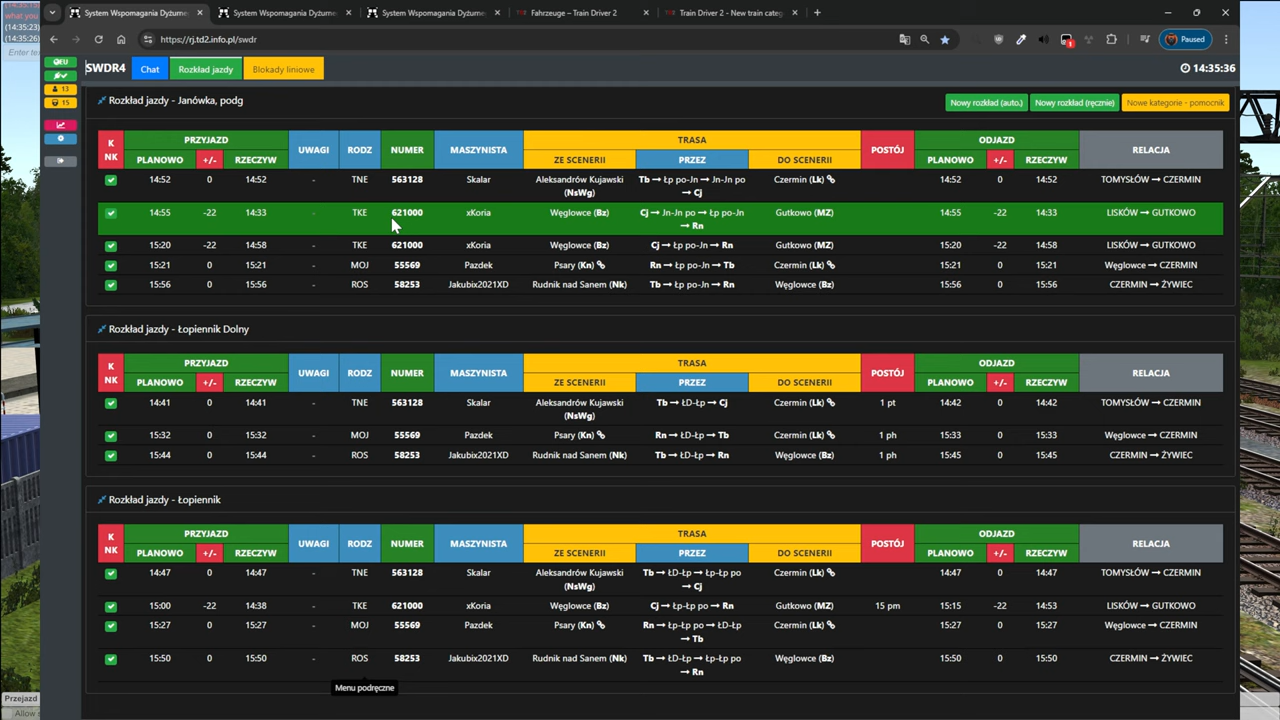 what you
(14:35:23)
(14:35:26)
System Wspomagania Dyżurne
System Wspomagania Dyżurne
System Wspomagania Dyżurne
Fahrzeuge – Train Driver 2
Train Driver 2 - How train categ
https://rj.td2.info.pl/swdr
Paused
EU
13
15
SWDR4 Chat Rozkład jazdy Blokady liniowe 14:35:36
Rozkład jazdy - Janówka, podg Nowy rozkład (auto.) Nowy rozkład (ręcznie) Nowe kategorie - pomocnik
K NK PRZYJAZD UWAGI RODZ NUMER MASZYNISTA TRASA POSTÓJ ODJAZD RELACJA
PLANOWO +/- RZECZYW ZE SCENERII PRZEZ DO SCENERII PLANOWO +/- RZECZYW
14:52 0 14:52 - TNE 563128 Skalar Aleksandrów Kujawski (NsWg) Tb → Łp po-Jn → Jn-Jn po → Cj Czermin (Lk) 14:52 0 14:52 TOMYSŁÓW → CZERMIN
14:55 -22 14:33 - TKE 621000 xKoria Węglowce (Bz) Cj → Jn-Jn po → Łp po-Jn → Rn Gutkowo (MZ) 14:55 -22 14:33 LISKÓW → GUTKOWO
15:20 -22 14:58 - TKE 621000 xKoria Węglowce (Bz) Cj → Łp po-Jn → Rn Gutkowo (MZ) 15:20 -22 14:58 LISKÓW → GUTKOWO
15:21 0 15:21 - MOJ 55569 Pazdek Psary (Kn) Rn → Łp po-Jn → Tb Czermin (Lk) 15:21 0 15:21 Węglowce → CZERMIN
15:56 0 15:56 - ROS 58253 Jakubix2021XD Rudnik nad Sanem (Nk) Tb → Łp po-Jn → Rn Węglowce (Bz) 15:56 0 15:56 CZERMIN → ŻYWIEC
Rozkład jazdy - Łopiennik Dolny
K NK PRZYJAZD UWAGI RODZ NUMER MASZYNISTA TRASA POSTÓJ ODJAZD RELACJA
PLANOWO +/- RZECZYW ZE SCENERII PRZEZ DO SCENERII PLANOWO +/- RZECZYW
14:41 0 14:41 - TNE 563128 Skalar Aleksandrów Kujawski (NsWg) Tb → ŁD-Łp → Cj Czermin (Lk) 1 pt 14:42 0 14:42 TOMYSŁÓW → CZERMIN
15:32 0 15:32 - MOJ 55569 Pazdek Psary (Kn) Rn → ŁD-Łp → Tb Czermin (Lk) 1 ph 15:33 0 15:33 Węglowce → CZERMIN
15:44 0 15:44 - ROS 58253 Jakubix2021XD Rudnik nad Sanem (Nk) Tb → ŁD-Łp → Rn Węglowce (Bz) 1 ph 15:45 0 15:45 CZERMIN → ŻYWIEC
Rozkład jazdy - Łopiennik
K NK PRZYJAZD UWAGI RODZ NUMER MASZYNISTA TRASA POSTÓJ ODJAZD RELACJA
PLANOWO +/- RZECZYW ZE SCENERII PRZEZ DO SCENERII PLANOWO +/- RZECZYW
14:47 0 14:47 - TNE 563128 Skalar Aleksandrów Kujawski (NsWg) Tb → ŁD-Łp → Łp-Łp po → Cj Czermin (Lk) 14:47 0 14:47 TOMYSŁÓW → CZERMIN
15:00 -22 14:38 - TKE 621000 xKoria Węglowce (Bz) Cj → Łp-Łp po → Rn Gutkowo (MZ) 15 pm 15:15 -22 14:53 LISKÓW → GUTKOWO
15:27 0 15:27 - MOJ 55569 Pazdek Psary (Kn) Rn → Łp-Łp po → ŁD-Łp → Tb Czermin (Lk) 15:27 0 15:27 Węglowce → CZERMIN
15:50 0 15:50 - ROS 58253 Jakubix2021XD Rudnik nad Sanem (Nk) Tb → ŁD-Łp → Łp-Łp po → Rn Węglowce (Bz) 15:50 0 15:50 CZERMIN → ŻYWIEC
Menu podręczne
Przejazd
Allow